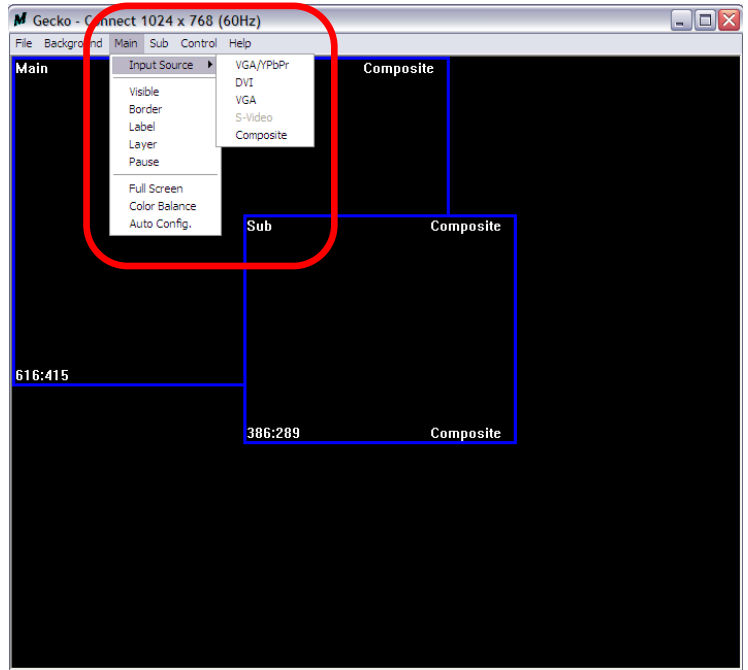 Gecko - Connect 1024 x 768 (60Hz)
File Background Main Sub Control Help
Main
Composite
Input Source
Visible
Border
Label
Layer
Pause
Full Screen
Color Balance
Auto Config.
VGA/YPbPr
DVI
VGA
S-Video
Composite
Sub Composite
616:415
386:289 Composite